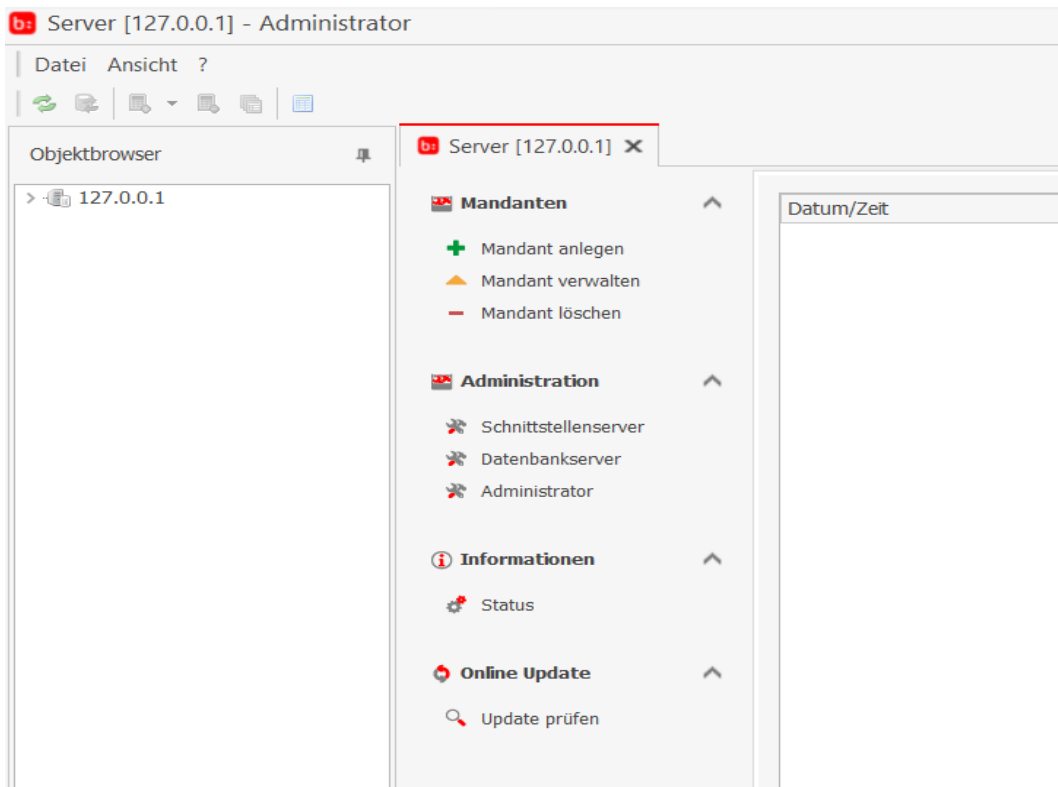 b: Server [127.0.0.1] - Administrator
Datei Ansicht ?
Objektbrowser
127.0.0.1
b: Server [127.0.0.1]
Mandanten
Mandant anlegen
Mandant verwalten
Mandant löschen
Administration
Schnittstellenserver
Datenbankserver
Administrator
Informationen
Status
Online Update
Update prüfen
Datum/Zeit